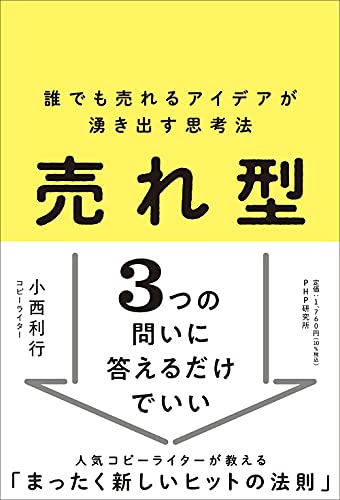 誰でも売れるアイデアが
湧き出す思考法
売れ型
3つの
問いに
答えるだけ
でいい
小西利行
コピーライター
定価:1,760円(10%税込)
PHP研究所
人気コピーライターが教える
「まったく新しいヒットの法則」